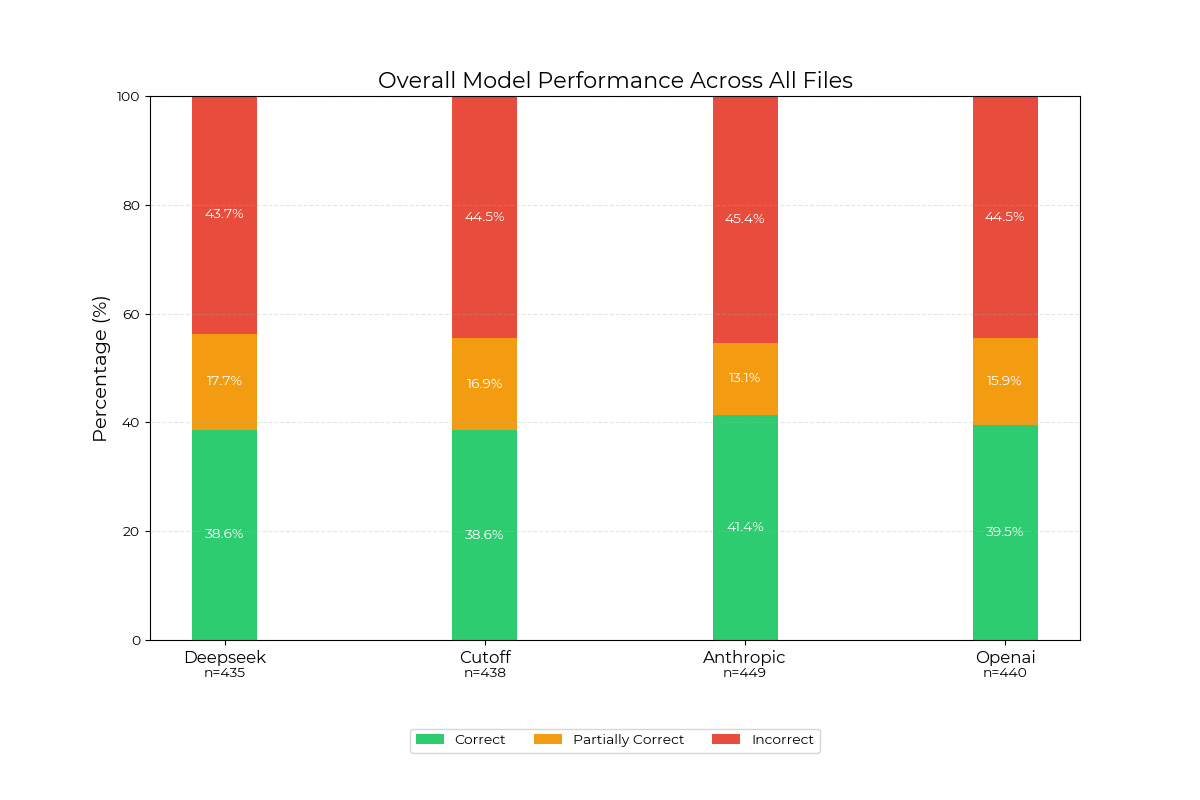 Overall Model Performance Across All Files
Percentage (%)
100
80
60
40
20
0
43.7%
44.5%
45.4%
44.5%
17.7%
16.9%
13.1%
15.9%
38.6%
38.6%
41.4%
39.5%
Deepseek
n=435
Cutoff
n=438
Anthropic
n=449
Openai
n=440
Correct
Partially Correct
Incorrect